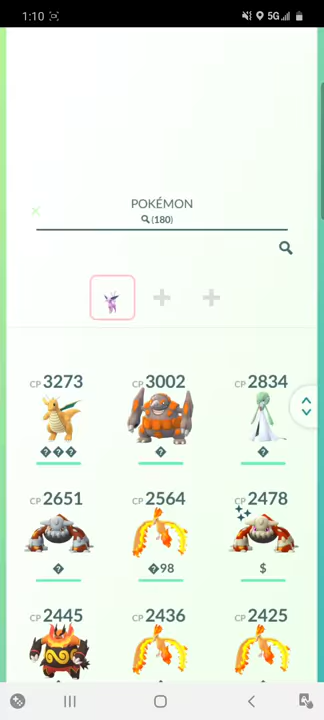 1:10 5G
POKÉMON
(180)
CP 3273 CP 3002 CP 2834
� � � � �
CP 2651 CP 2564 CP 2478
� �98 $
CP 2445 CP 2436 CP 2425